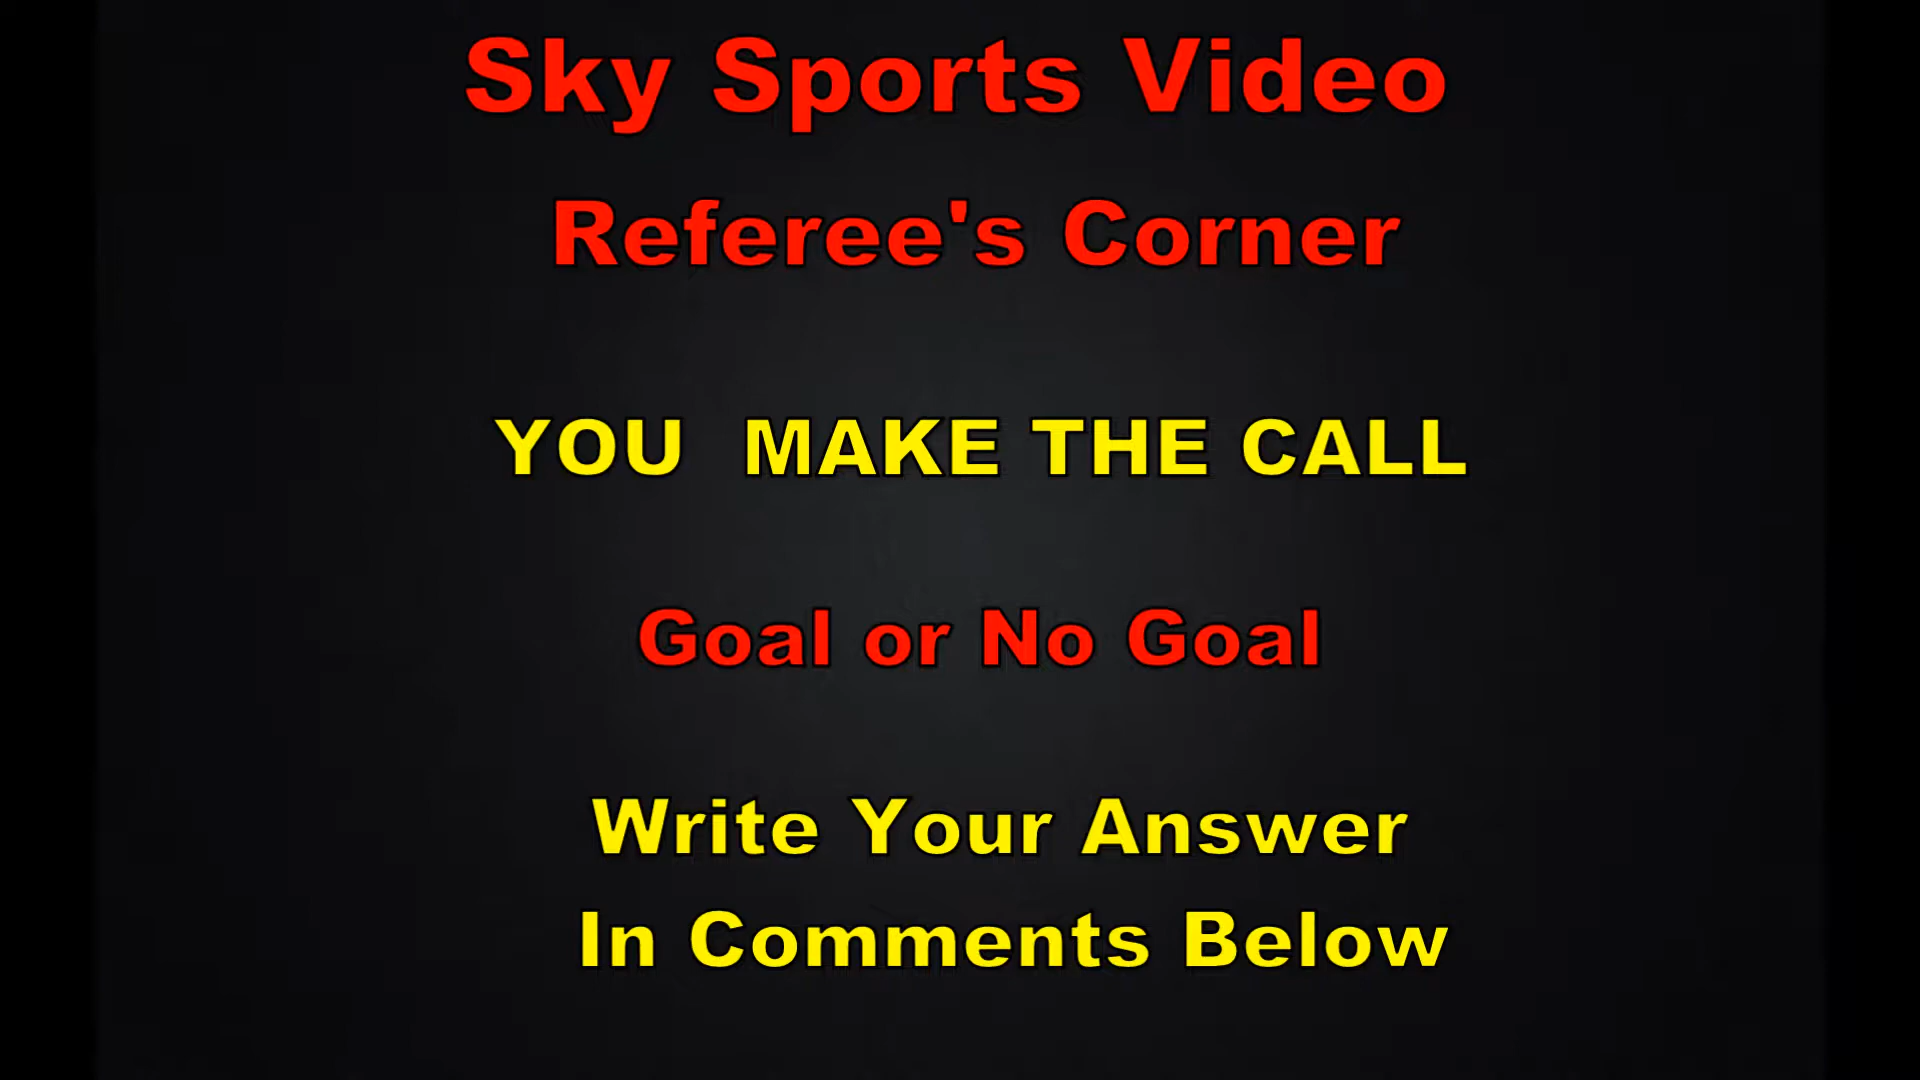 Sky Sports Video
Referee's Corner
YOU  MAKE THE CALL
Goal or No Goal
Write Your Answer
In Comments Below